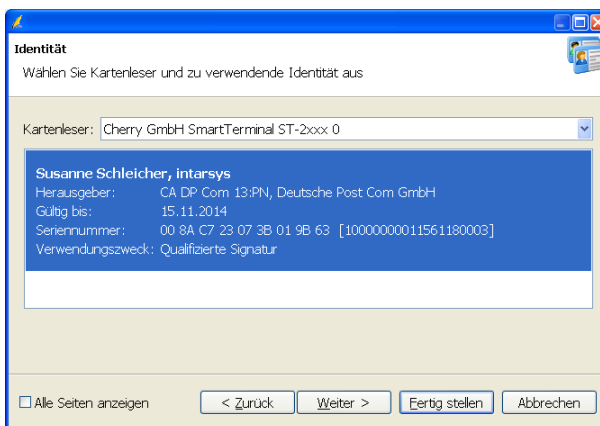 Identität
Wählen Sie Kartenleser und zu verwendende Identität aus
Kartenleser: Cherry GmbH SmartTerminal ST-2xxx 0
Susanne Schleicher, intarsys
Herausgeber: CA DP Com 13:PN, Deutsche Post Com GmbH
Gültig bis: 15.11.2014
Seriennummer: 00 8A C7 23 07 3B 01 9B 63 [10000000011561180003]
Verwendungszweck: Qualifizierte Signatur
Alle Seiten anzeigen < Zurück Weiter > Fertig stellen Abbrechen